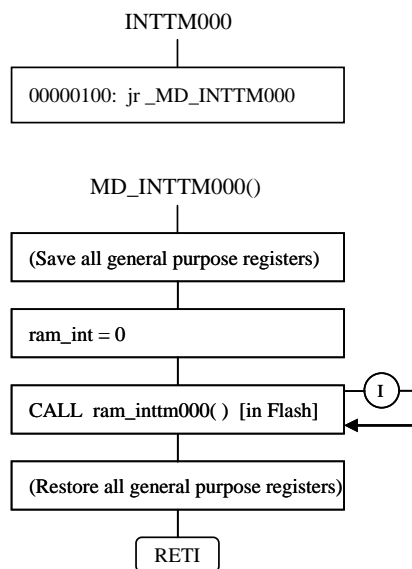 INTTM000
00000100: jr _MD_INTTM000
MD_INTTM000()
(Save all general purpose registers)
ram_int = 0
CALL ram_inttm000( ) [in Flash]
I
(Restore all general purpose registers)
RETI